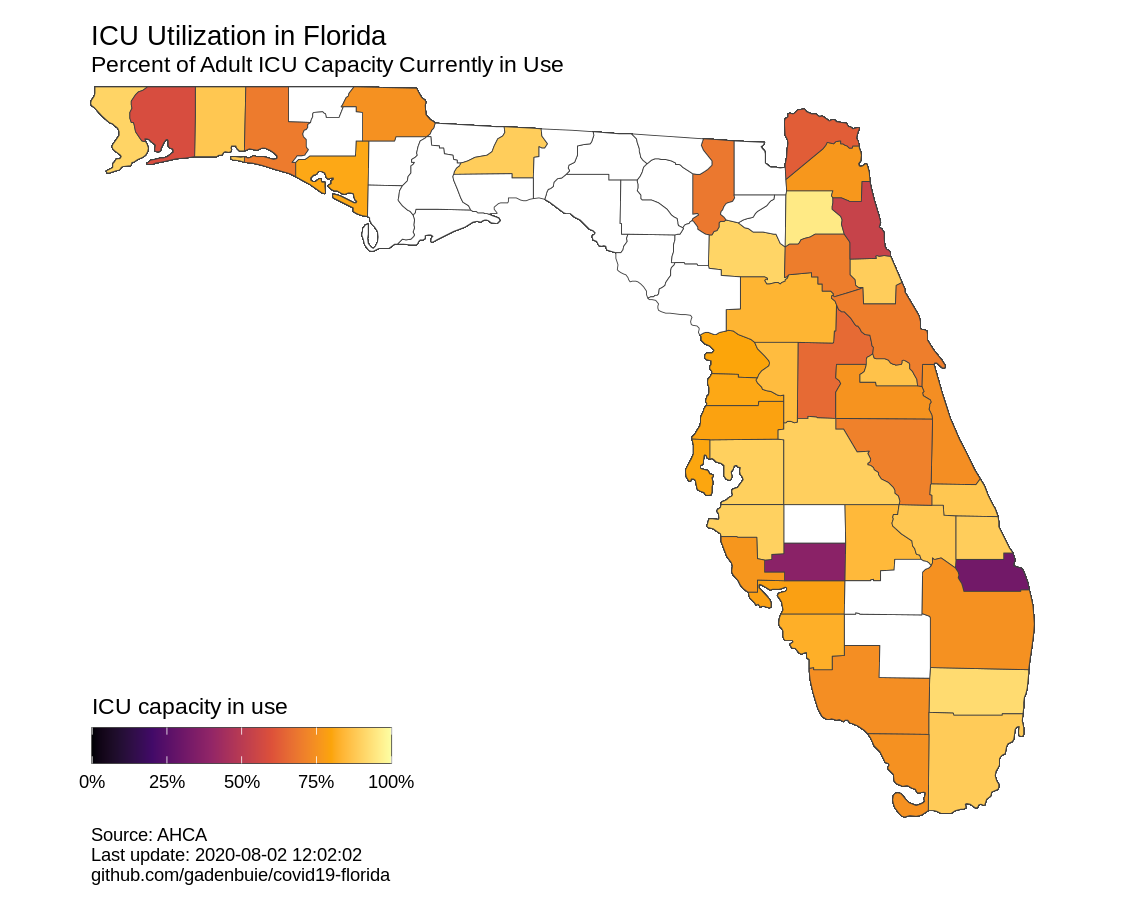 ICU Utilization in Florida
Percent of Adult ICU Capacity Currently in Use
ICU capacity in use
0% 25% 50% 75% 100%
Source: AHCA
Last update: 2020-08-02 12:02:02
github.com/gadenbuie/covid19-florida